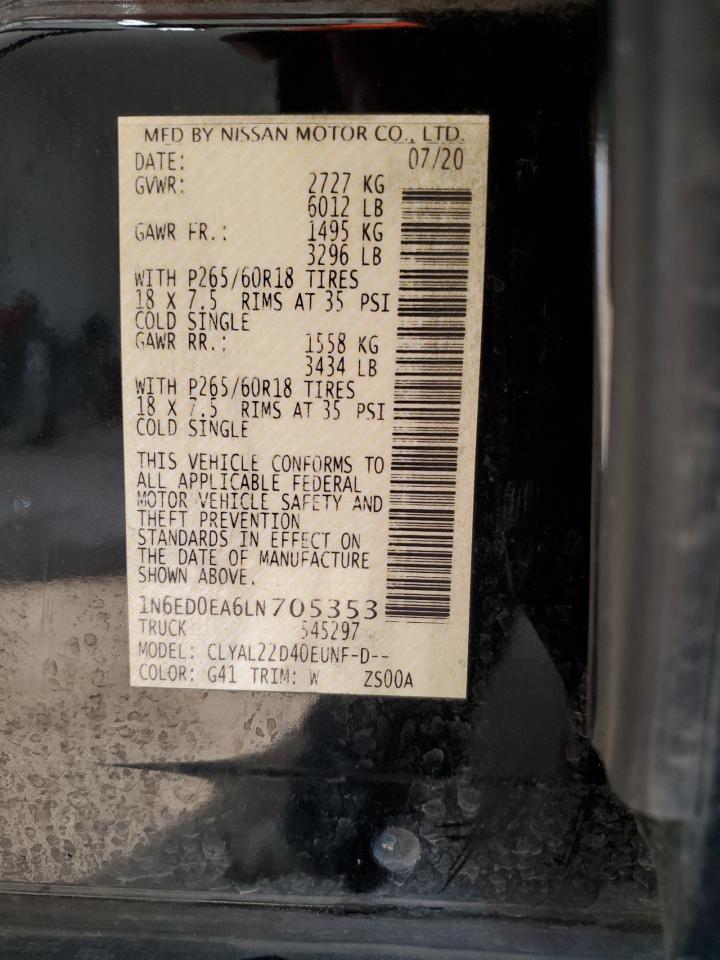 MFD BY NISSAN MOTOR CO., LTD.
DATE: 07/20
GVWR: 2727 KG
6012 LB
GAWR FR.: 1495 KG
3296 LB
WITH P265/60R18 TIRES
18 X 7.5 RIMS AT 35 PSI
COLD SINGLE
GAWR RR.: 1558 KG
3434 LB
WITH P265/60R18 TIRES
18 X 7.5 RIMS AT 35 PSI
COLD SINGLE
THIS VEHICLE CONFORMS TO
ALL APPLICABLE FEDERAL
MOTOR VEHICLE SAFETY AND
THEFT PREVENTION
STANDARDS IN EFFECT ON
THE DATE OF MANUFACTURE
SHOWN ABOVE.
1N6ED0EA6LN705353
TRUCK 545297
MODEL: CLYAL22D40EUNF-D--
COLOR: G41 TRIM: W ZS00A